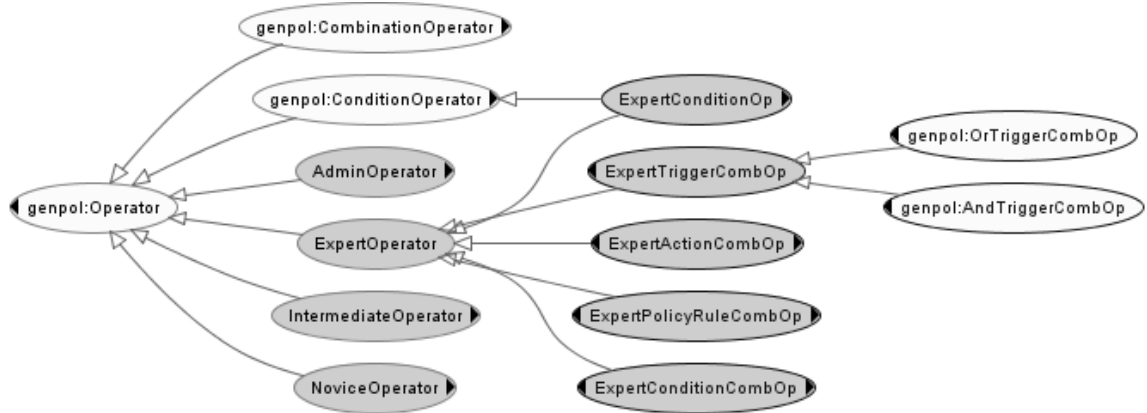 genpol:CombinationOperator
genpol:ConditionOperator
ExpertConditionOp
genpol:OrTriggerCombOp
AdminOperator
ExpertTriggerCombOp
genpol:Operator
genpol:AndTriggerCombOp
ExpertOperator
ExpertActionCombOp
IntermediateOperator
ExpertPolicyRuleCombOp
NoviceOperator
ExpertConditionCombOp